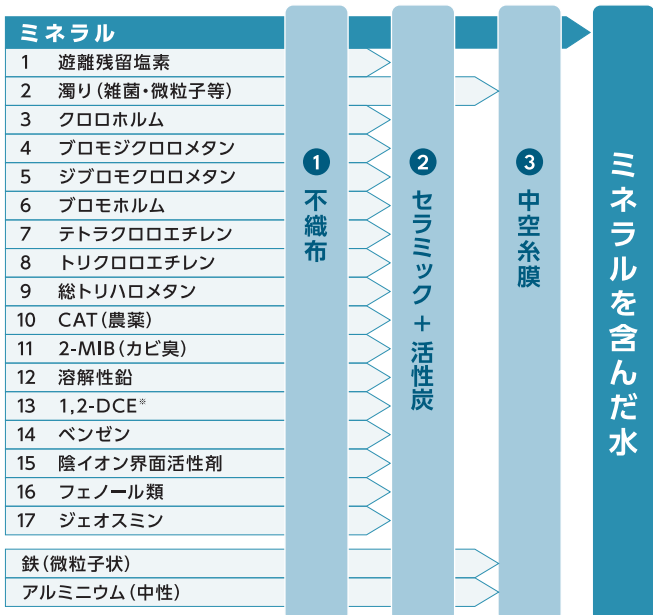 ミネラル
1 遊離残留塩素
2 濁り(雑菌・微粒子等)
3 クロロホルム
4 ブロモジクロロメタン
5 ジブロモクロロメタン
6 ブロモホルム
7 テトラクロロエチレン
8 トリクロロエチレン
9 総トリハロメタン
10 CAT(農薬)
11 2-MIB(カビ臭)
12 溶解性鉛
13 1,2-DCE※
14 ベンゼン
15 陰イオン界面活性剤
16 フェノール類
17 ジェオスミン
鉄(微粒子状)
アルミニウム(中性)
❶不織布
❷セラミック+活性炭
❸中空糸膜
ミネラルを含んだ水